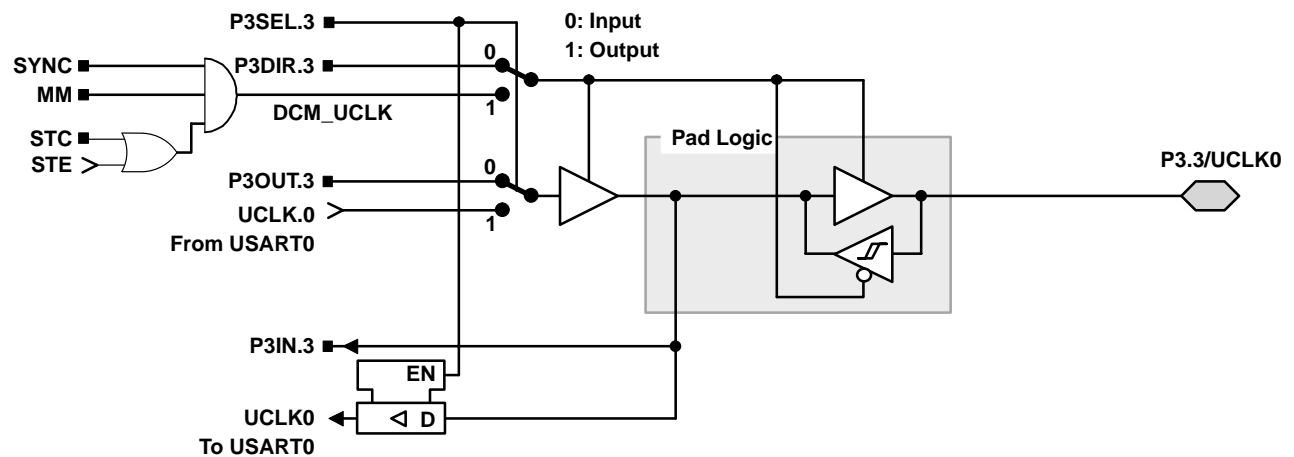 P3SEL.3
0: Input
1: Output
SYNC
P3DIR.3
0
MM
DCM_UCLK
1
STC
STE
Pad Logic
P3.3/UCLK0
P3OUT.3
0
UCLK.0
1
From USART0
P3IN.3
EN
UCLK0
D
To USART0